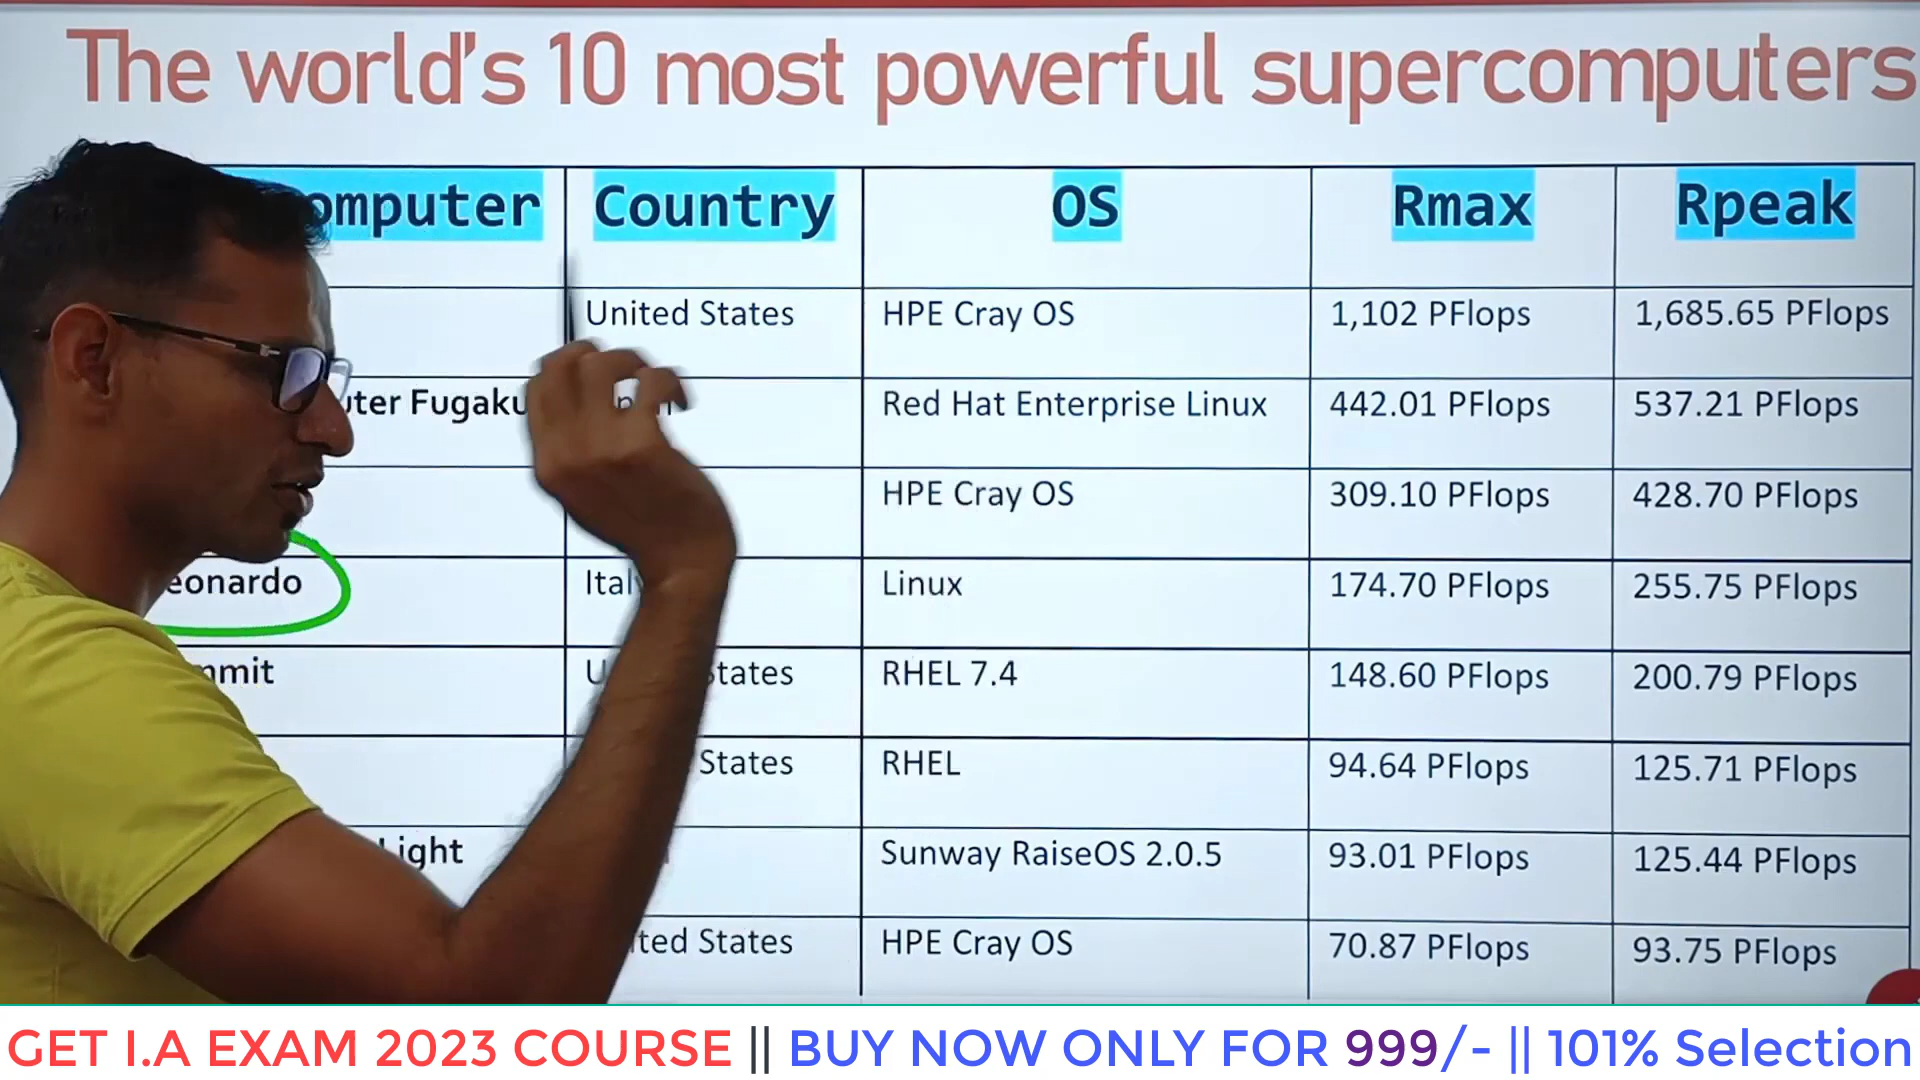 The world's 10 most powerful supercomputers
omputer Country OS Rmax Rpeak
United States HPE Cray OS 1,102 PFlops 1,685.65 PFlops
uter Fugaku Red Hat Enterprise Linux 442.01 PFlops 537.21 PFlops
HPE Cray OS 309.10 PFlops 428.70 PFlops
eonardo Ital Linux 174.70 PFlops 255.75 PFlops
mmit States RHEL 7.4 148.60 PFlops 200.79 PFlops
States RHEL 94.64 PFlops 125.71 PFlops
Light Sunway RaiseOS 2.0.5 93.01 PFlops 125.44 PFlops
ted States HPE Cray OS 70.87 PFlops 93.75 PFlops
GET I.A EXAM 2023 COURSE || BUY NOW ONLY FOR 999/- || 101% Selection